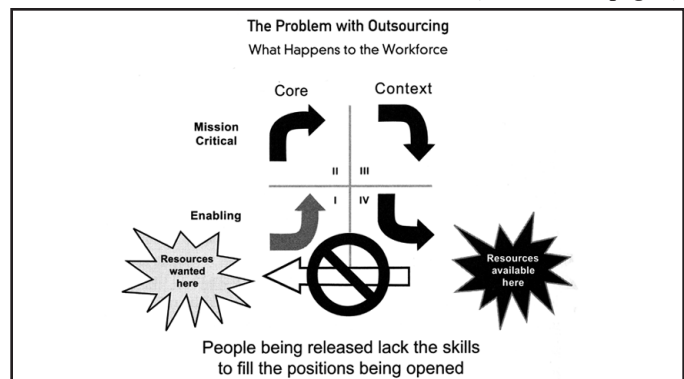 The Problem with Outsourcing
What Happens to the Workforce
Core
Context
Mission
Critical
II
III
I
IV
Enabling
Resources
wanted
here
Resources
available
here
People being released lack the skills
to fill the positions being opened